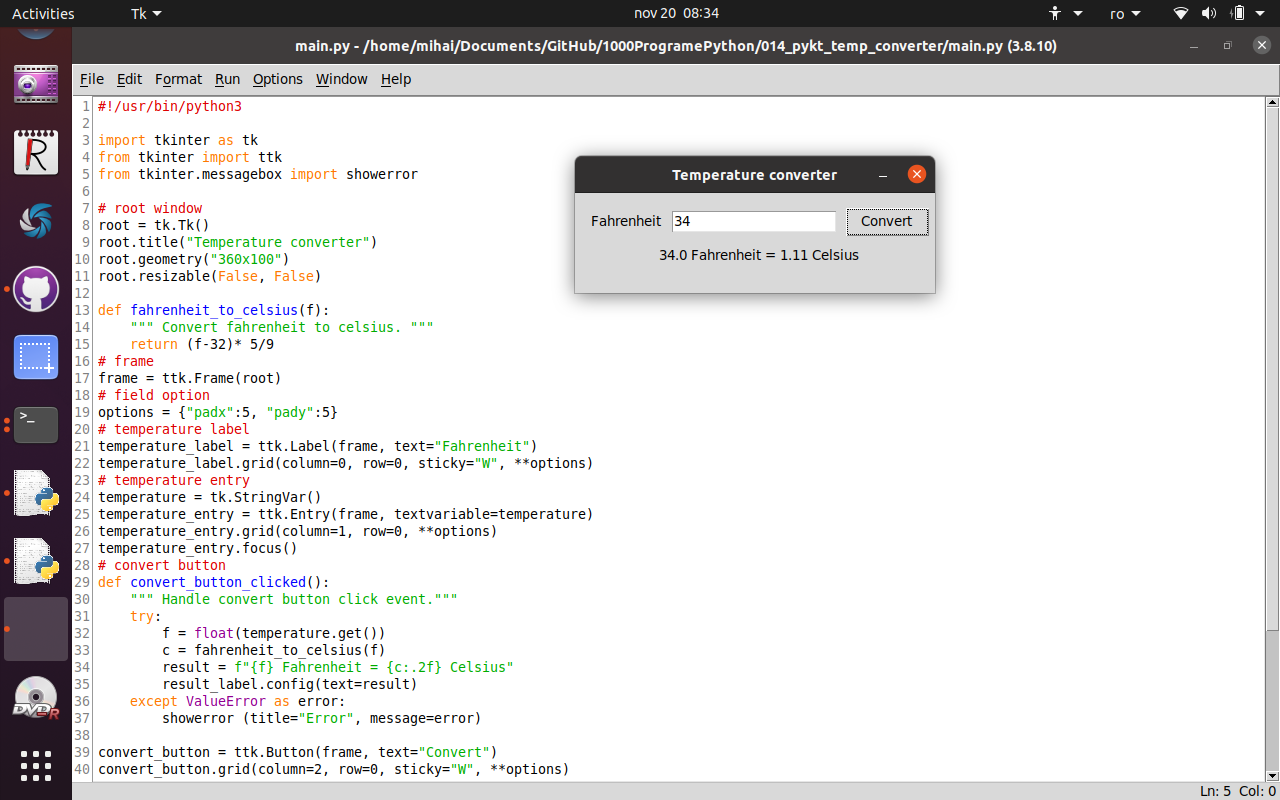 Activities Tk nov 20 08:34 ro
main.py - /home/mihai/Documents/GitHub/1000ProgramePython/014_pykt_temp_converter/main.py (3.8.10)
File Edit Format Run Options Window Help
1 #!/usr/bin/python3
2
3 import tkinter as tk
4 from tkinter import ttk
5 from tkinter.messagebox import showerror
6
7 # root window
8 root = tk.Tk()
9 root.title("Temperature converter")
10 root.geometry("360x100")
11 root.resizable(False, False)
12
13 def fahrenheit_to_celsius(f):
14     """ Convert fahrenheit to celsius. """
15     return (f-32)* 5/9
16 # frame
17 frame = ttk.Frame(root)
18 # field option
19 options = {"padx":5, "pady":5}
20 # temperature label
21 temperature_label = ttk.Label(frame, text="Fahrenheit")
22 temperature_label.grid(column=0, row=0, sticky="W", **options)
23 # temperature entry
24 temperature = tk.StringVar()
25 temperature_entry = ttk.Entry(frame, textvariable=temperature)
26 temperature_entry.grid(column=1, row=0, **options)
27 temperature_entry.focus()
28 # convert button
29 def convert_button_clicked():
30     """ Handle convert button click event."""
31     try:
32         f = float(temperature.get())
33         c = fahrenheit_to_celsius(f)
34         result = f"{f} Fahrenheit = {c:.2f} Celsius"
35         result_label.config(text=result)
36     except ValueError as error:
37         showerror (title="Error", message=error)
38
39 convert_button = ttk.Button(frame, text="Convert")
40 convert_button.grid(column=2, row=0, sticky="W", **options)
Temperature converter
Fahrenheit 34 Convert
34.0 Fahrenheit = 1.11 Celsius
R
>_
DVD R
Ln: 5 Col: 0